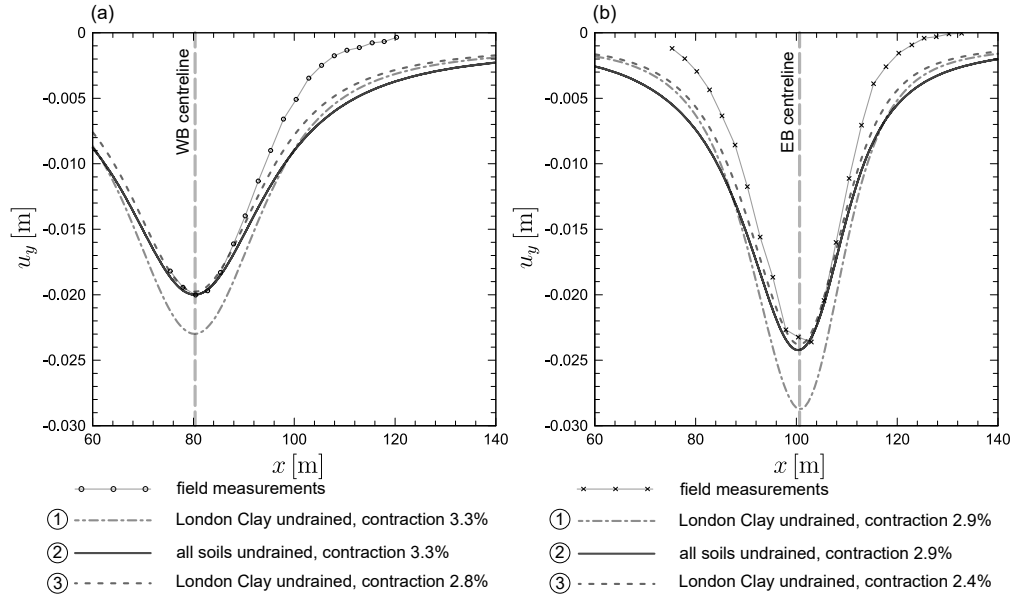 (a)
0
-0.005
-0.010
-0.015
-0.020
-0.025
-0.030
u_y [m]
WB centreline
60 80 100 120 140
x [m]
field measurements
1 London Clay undrained, contraction 3.3%
2 all soils undrained, contraction 3.3%
3 London Clay undrained, contraction 2.8%
(b)
0
-0.005
-0.010
-0.015
-0.020
-0.025
-0.030
u_y [m]
EB centreline
60 80 100 120 140
x [m]
field measurements
1 London Clay undrained, contraction 2.9%
2 all soils undrained, contraction 2.9%
3 London Clay undrained, contraction 2.4%